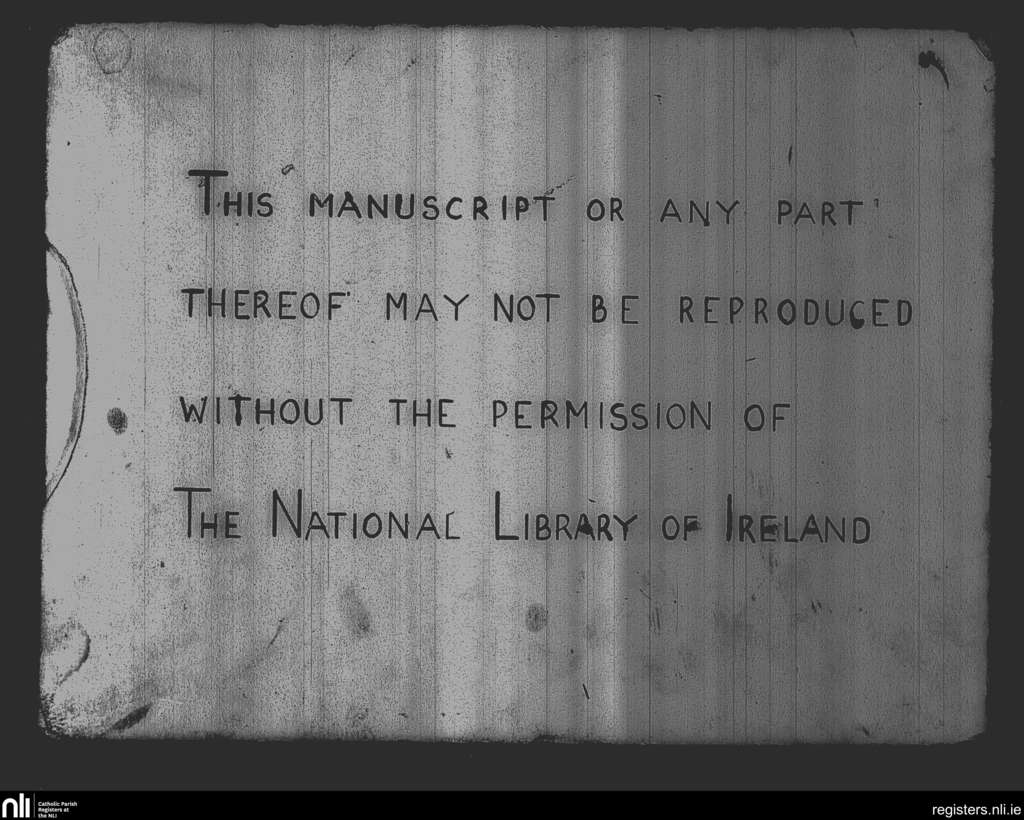 THIS MANUSCRIPT OR ANY PART
THEREOF MAY NOT BE REPRODUCED
WITHOUT THE PERMISSION OF
THE NATIONAL LIBRARY OF IRELAND
nli Catholic Parish
Registers at
the NLI
registers.nli.ie